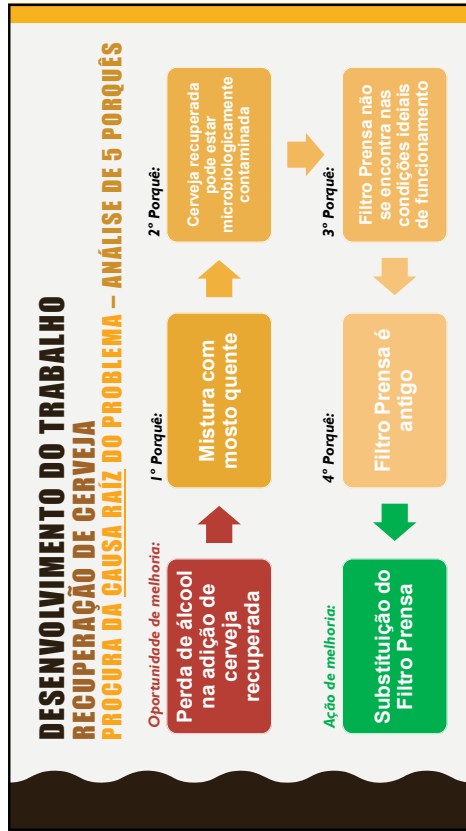 DESENVOLVIMENTO DO TRABALHO
RECUPERAÇÃO DE CERVEJA
PROCURA DA CAUSA RAÍZ DO PROBLEMA – ANÁLISE DE 5 PORQUÊS
Oportunidade de melhoria:
Perda de álcool
na adição de
cerveja
recuperada
1º Porquê:
Mistura com
mosto quente
2º Porquê:
Cerveja recuperada
pode estar
microbiologicamente
contaminada
3º Porquê:
Filtro Prensa não
se encontra nas
condições ideiais
de funcionamento
4º Porquê:
Filtro Prensa é
antigo
Ação de melhoria:
Substituição do
Filtro Prensa